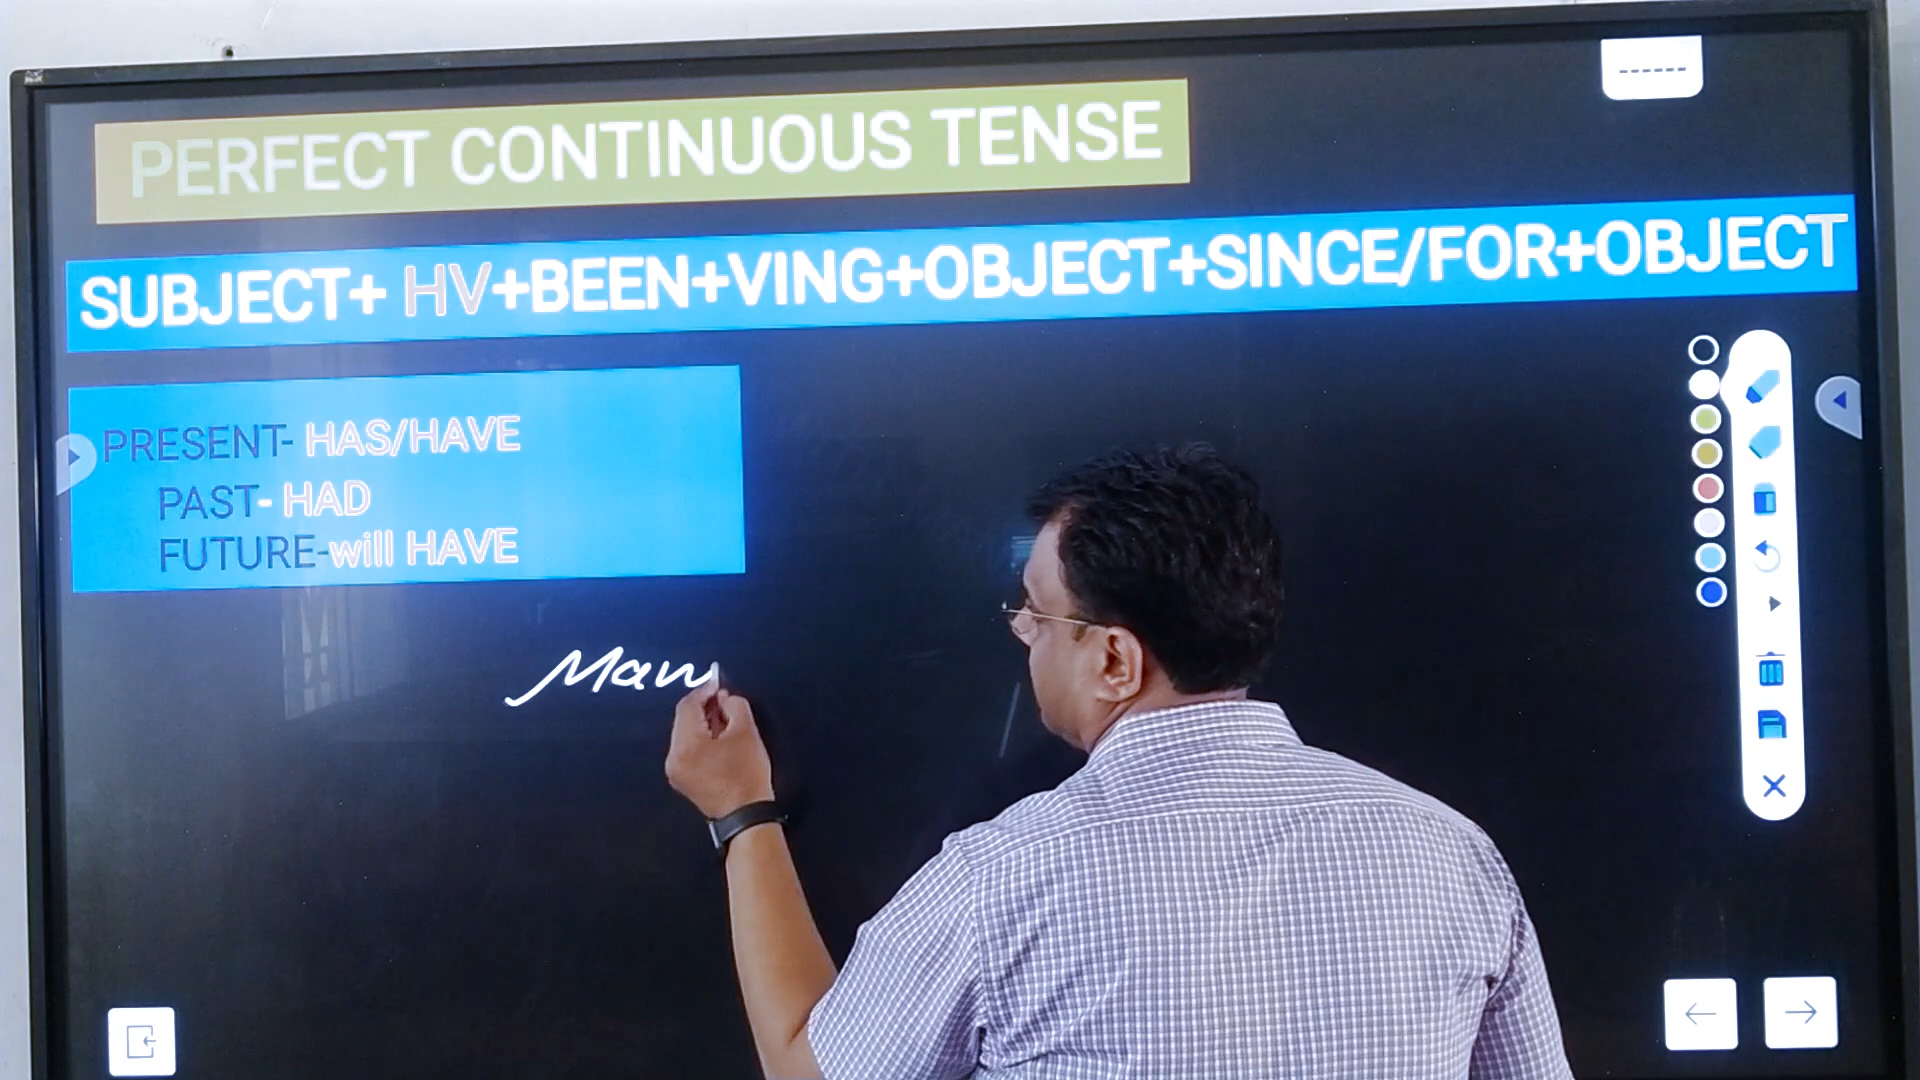 PERFECT CONTINUOUS TENSE
SUBJECT+ HV+BEEN+VING+OBJECT+SINCE/FOR+OBJECT
PRESENT- HAS/HAVE
PAST- HAD
FUTURE-will HAVE